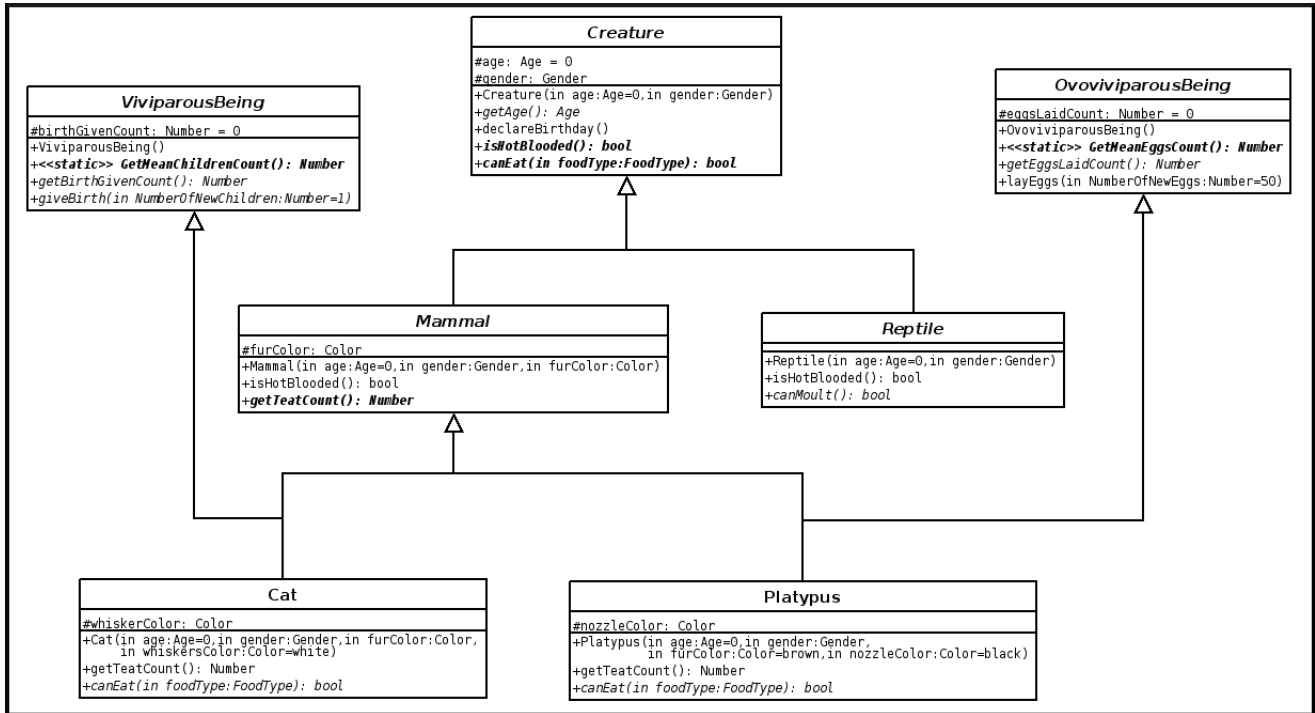 Creature
#age: Age = 0
#gender: Gender
+Creature(in age:Age=0,in gender:Gender)
+getAge(): Age
+declareBirthday()
+isHotBlooded(): bool
+canEat(in foodType:FoodType): bool
ViviparousBeing
#birthGivenCount: Number = 0
+ViviparousBeing()
+<<static>> GetMeanChildrenCount(): Number
+getBirthGivenCount(): Number
+giveBirth(in NumberOfNewChildren:Number=1)
OvoviviparousBeing
#eggsLaidCount: Number = 0
+OvoviviparousBeing()
+<<static>> GetMeanEggsCount(): Number
+getEggsLaidCount(): Number
+layEggs(in NumberOfNewEggs:Number=50)
Mammal
#furColor: Color
+Mammal(in age:Age=0,in gender:Gender,in furColor:Color)
+isHotBlooded(): bool
+getTeatCount(): Number
Reptile
+Reptile(in age:Age=0,in gender:Gender)
+isHotBlooded(): bool
+canMoult(): bool
Cat
#whiskerColor: Color
+Cat(in age:Age=0,in gender:Gender,in furColor:Color,
in whiskersColor:Color=white)
+getTeatCount(): Number
+canEat(in foodType:FoodType): bool
Platypus
#nozzleColor: Color
+Platypus(in age:Age=0,in gender:Gender,
in furColor:Color=brown,in nozzleColor:Color=black)
+getTeatCount(): Number
+canEat(in foodType:FoodType): bool